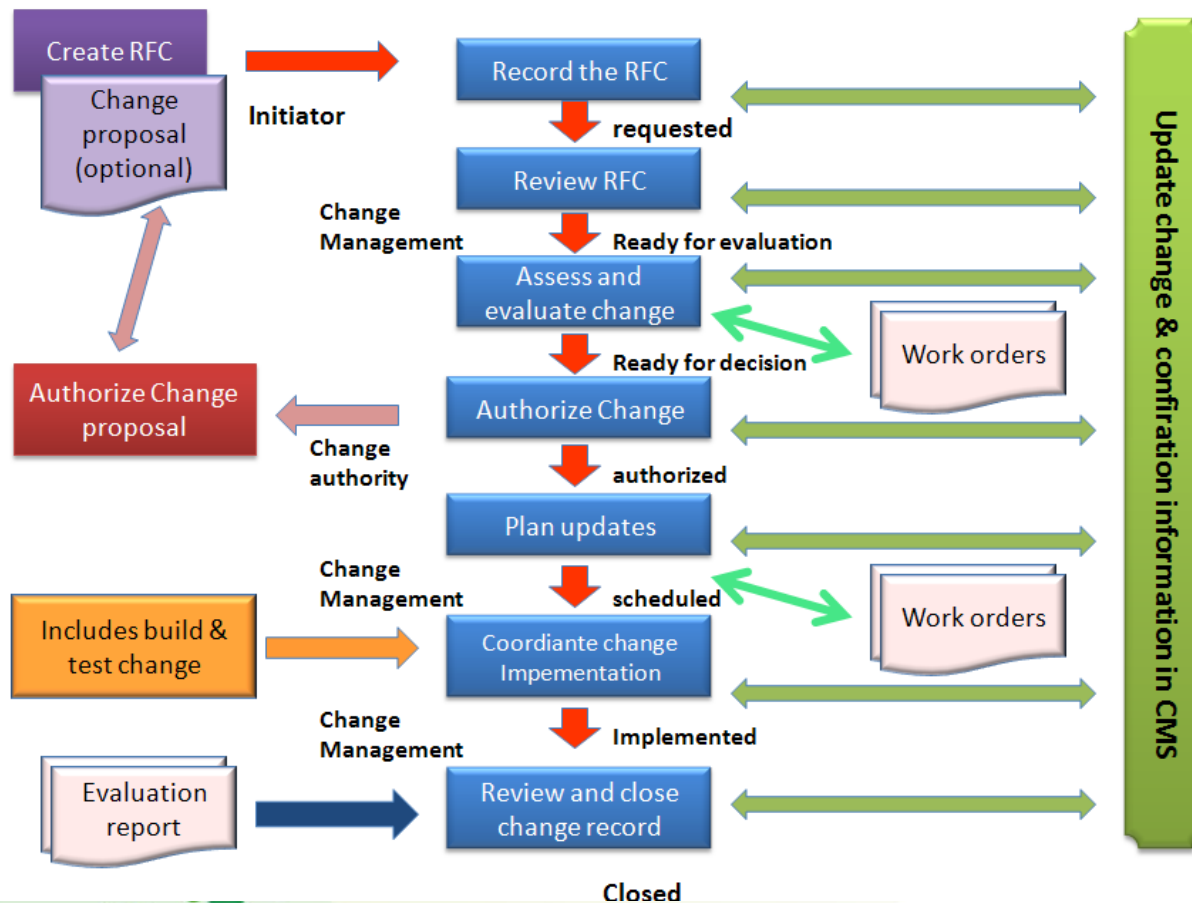 Create RFC
Change
proposal
(optional)
Initiator
Record the RFC
requested
Review RFC
Change
Management
Ready for evaluation
Assess and
evaluate change
Work orders
Ready for decision
Authorize Change
proposal
Authorize Change
Change
authority
authorized
Plan updates
Change
Management
scheduled
Work orders
Includes build &
test change
Coordiante change
Impementation
Change
Management
Implemented
Evaluation
report
Review and close
change record
Closed
Update change & confiration information in CMS